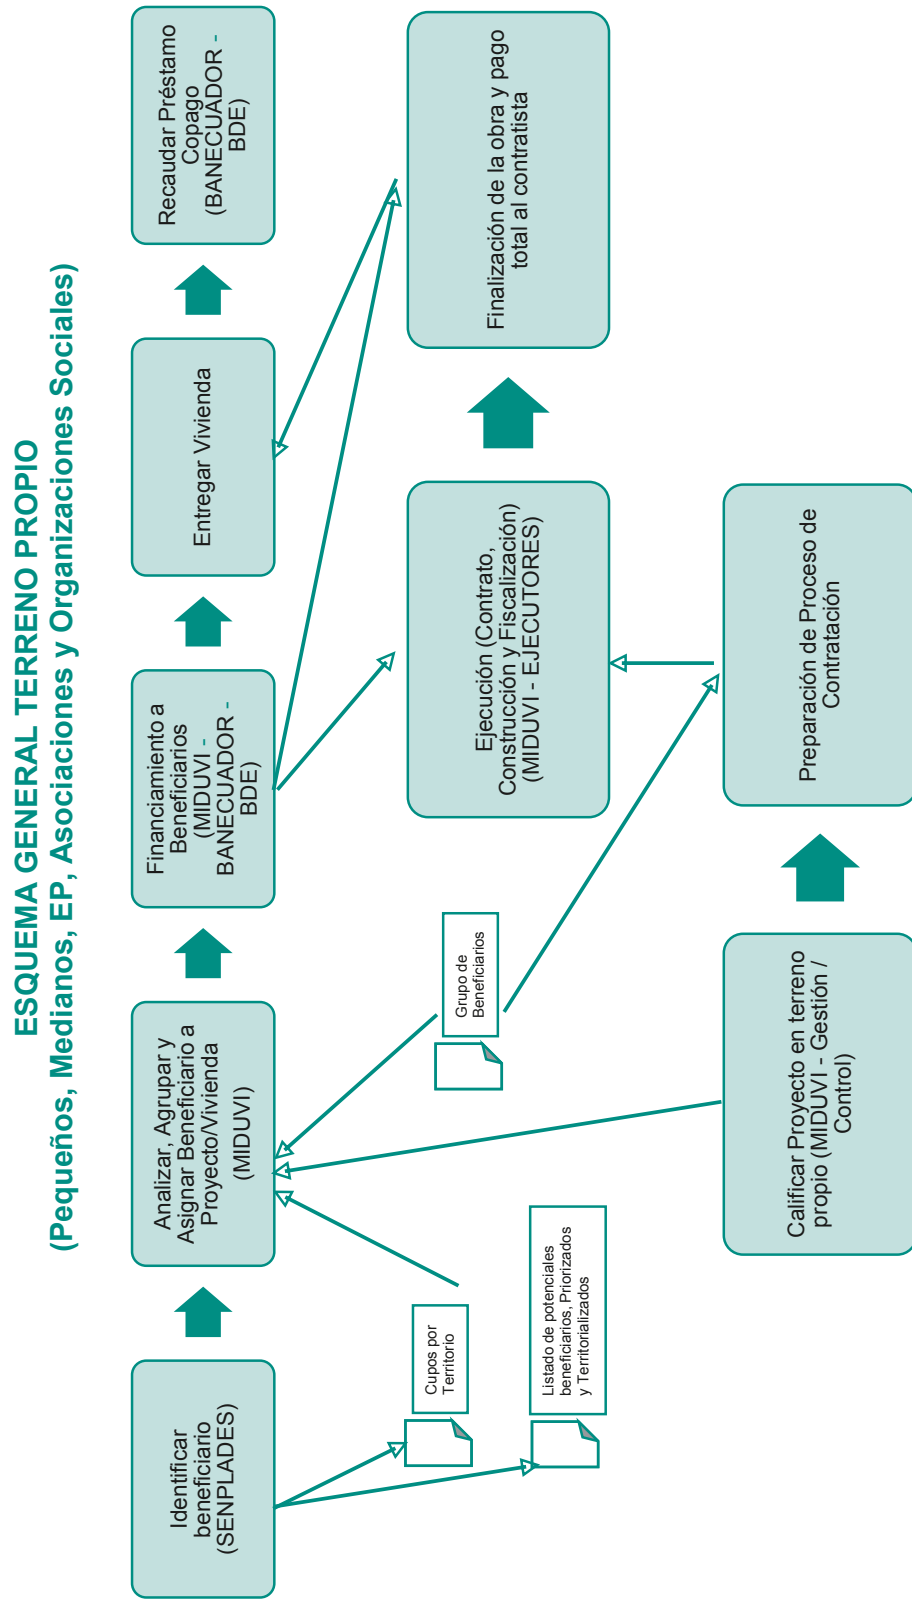 ESQUEMA GENERAL TERRENO PROPIO
(Pequeños, Medianos, EP, Asociaciones y Organizaciones Sociales)
Identificar
beneficiario
(SENPLADES)
Analizar, Agrupar y
Asignar Beneficiario a
Proyecto/Vivienda
(MIDUVI)
Financiamiento a
Beneficiarios
(MIDUVI -
BANECUADOR -
BDE)
Entregar Vivienda
Recaudar Préstamo
Copago
(BANECUADOR -
BDE)
Cupos por
Territorio
Listado de potenciales
beneficiarios, Priorizados
y Territorializados
Grupo de
Beneficiarios
Ejecución (Contrato,
Construcción y Fiscalización)
(MIDUVI - EJECUTORES)
Finalización de la obra y pago
total al contratista
Calificar Proyecto en terreno
propio (MIDUVI - Gestión /
Control)
Preparación de Proceso de
Contratación